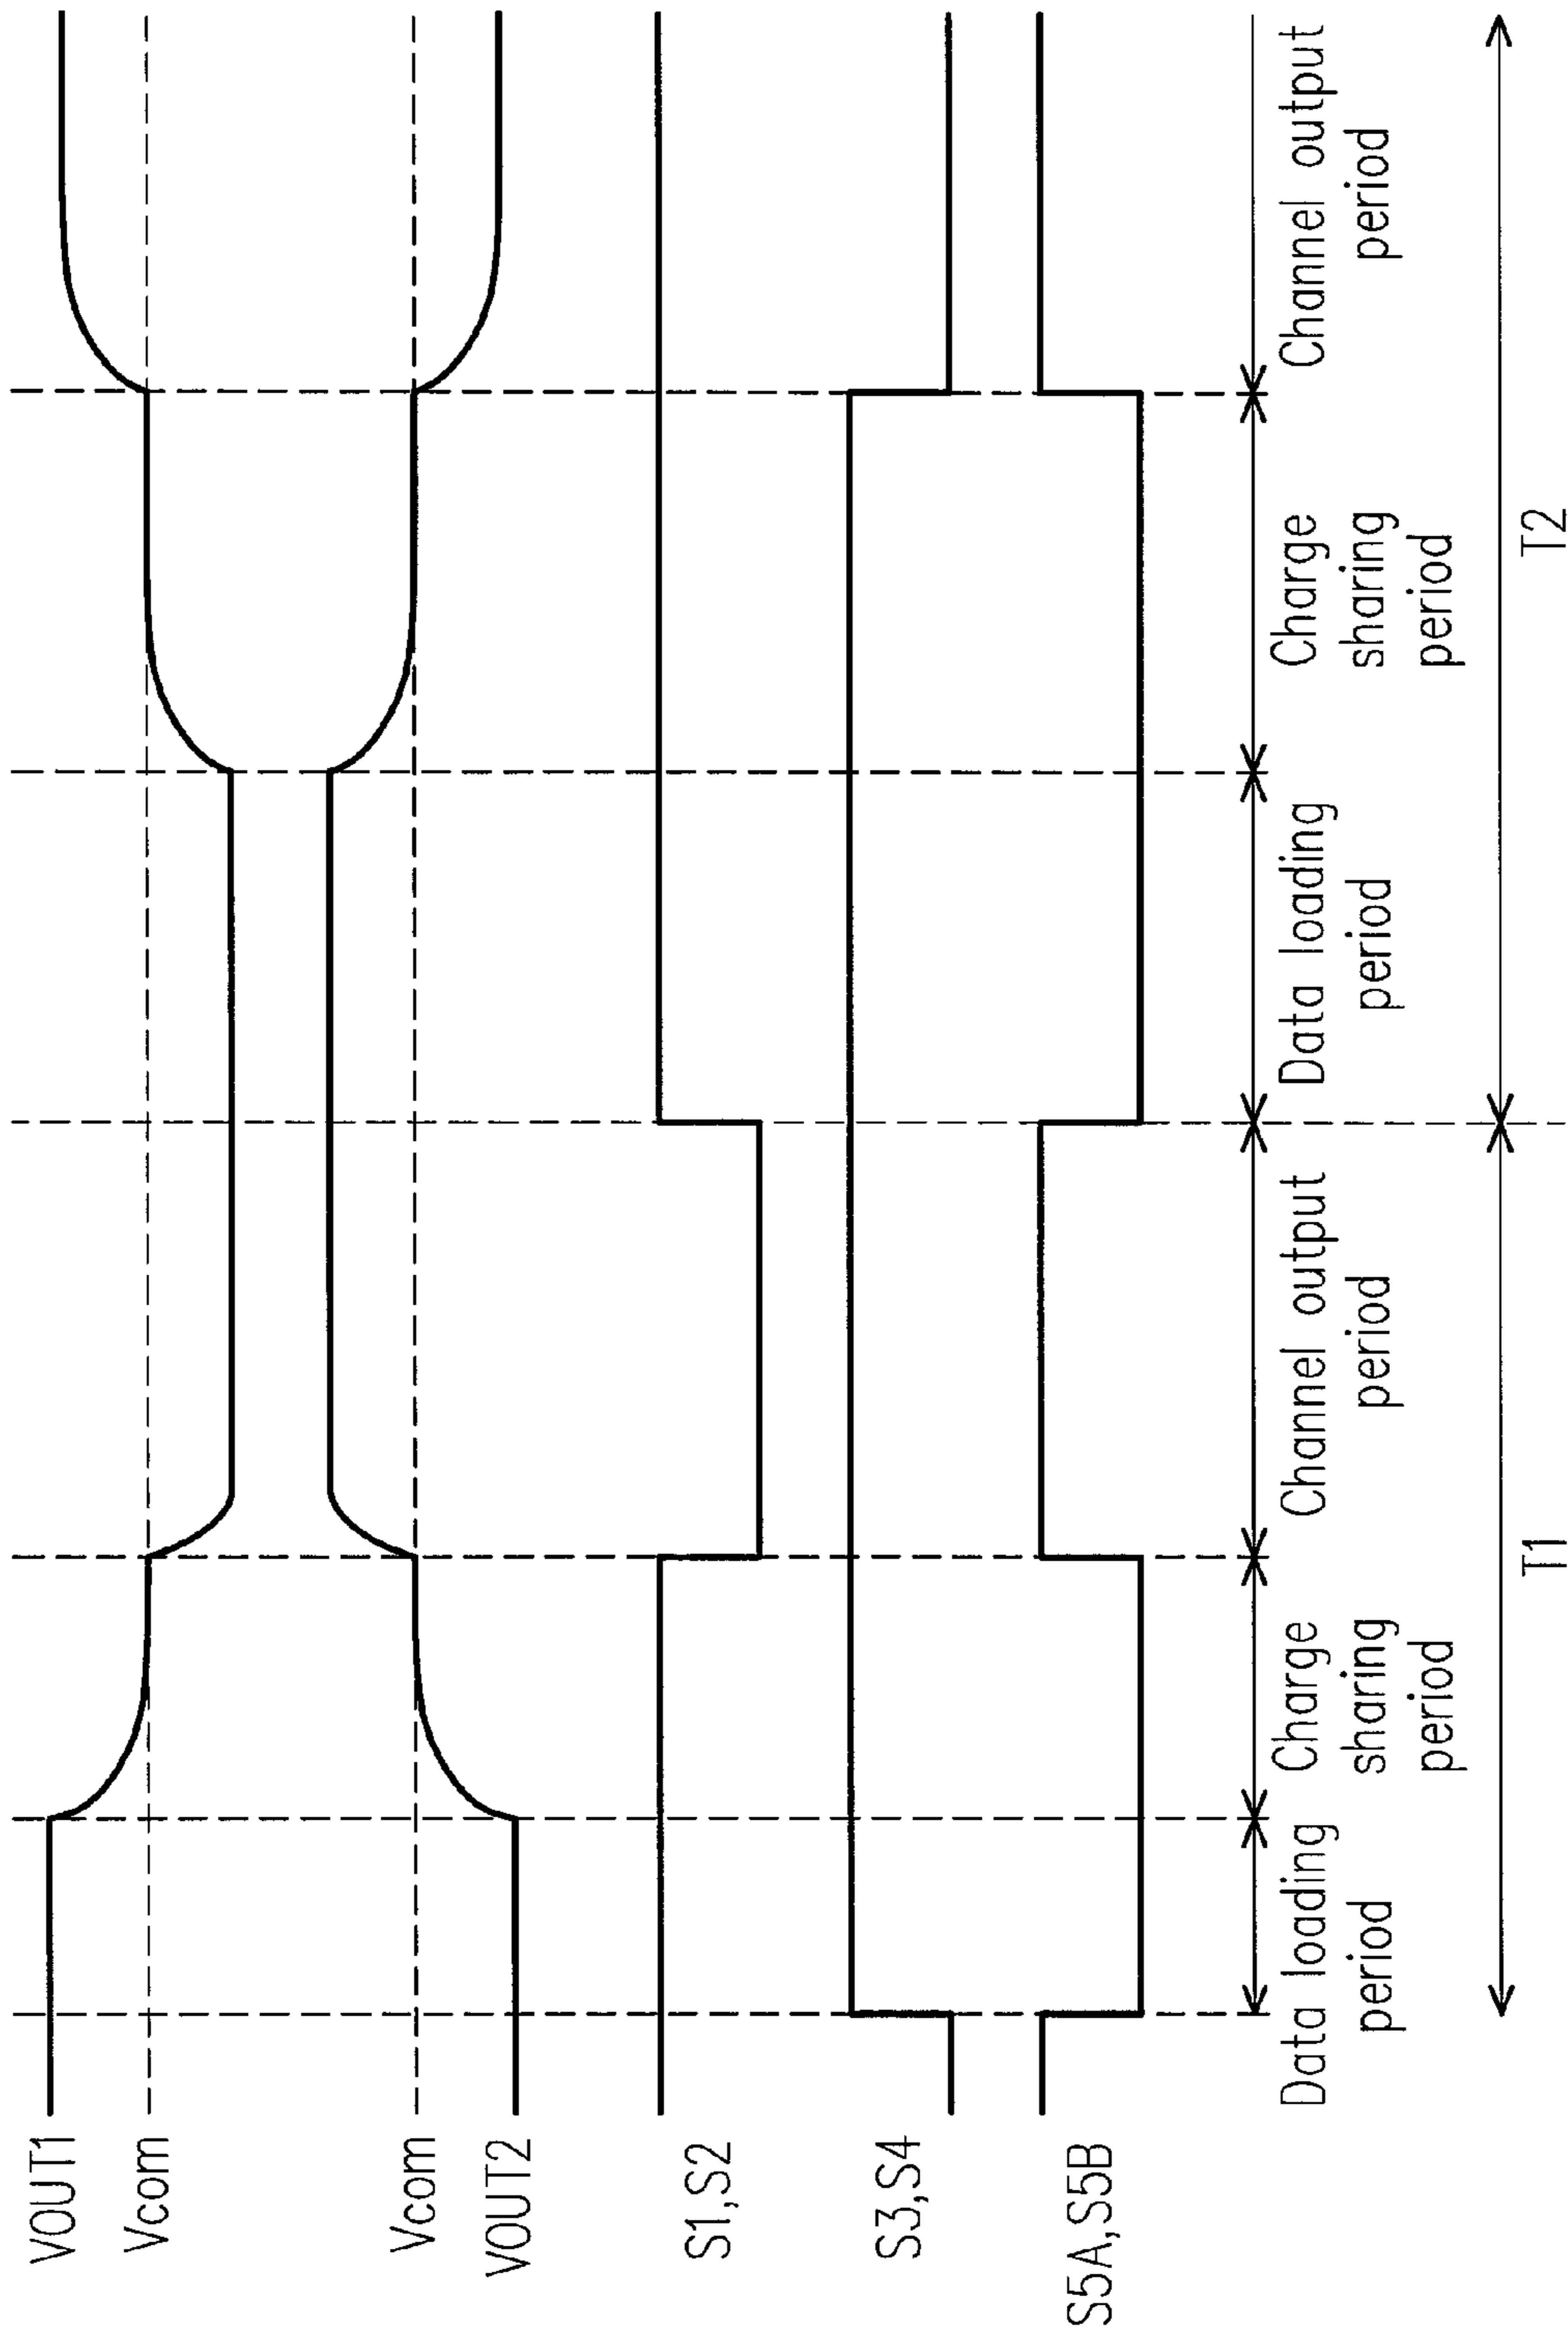 VOUT1
Vcom
Vcom
VOUT2
S1,S2
S3,S4
S5A,S5B
Data loading
period
Charge
sharing
period
Channel output
period
Data loading
period
Charge
sharing
period
Channel output
period
T1
T2